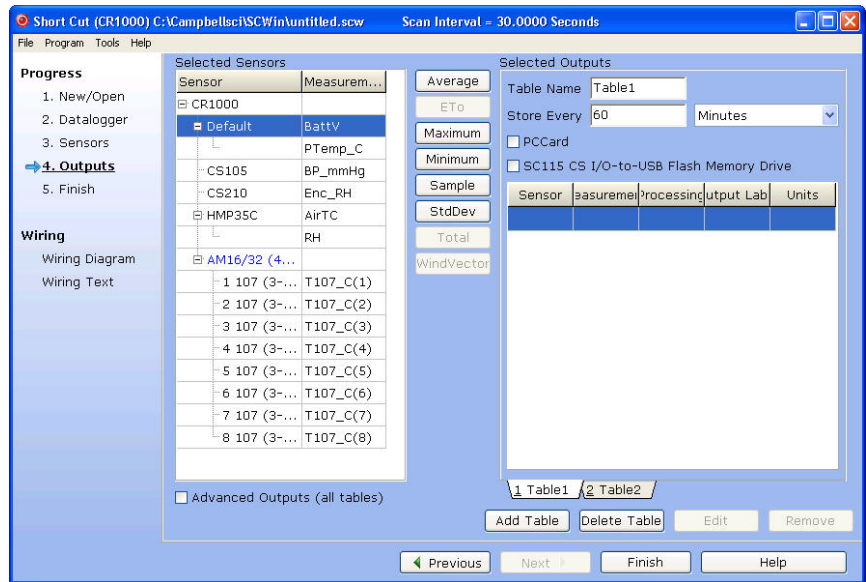 Short Cut (CR1000) C:\Campbellsci\SCWin\untitled.scw Scan Interval = 30.0000 Seconds
File Program Tools Help
Progress
1. New/Open
2. Datalogger
3. Sensors
4. Outputs
5. Finish
Wiring
Wiring Diagram
Wiring Text
Selected Sensors
Sensor Measurem...
CR1000
Default BattV
PTemp_C
CS105 BP_mmHg
CS210 Enc_RH
HMP35C AirTC
RH
AM16/32 (4...
1 107 (3-... T107_C(1)
2 107 (3-... T107_C(2)
3 107 (3-... T107_C(3)
4 107 (3-... T107_C(4)
5 107 (3-... T107_C(5)
6 107 (3-... T107_C(6)
7 107 (3-... T107_C(7)
8 107 (3-... T107_C(8)
Advanced Outputs (all tables)
Average
ETo
Maximum
Minimum
Sample
StdDev
Total
WindVector
Selected Outputs
Table Name Table1
Store Every 60 Minutes
PCCard
SC115 CS I/O-to-USB Flash Memory Drive
Sensor easuremei Processing utput Lab Units
1 Table1 2 Table2
Add Table Delete Table Edit Remove
Previous Next Finish Help